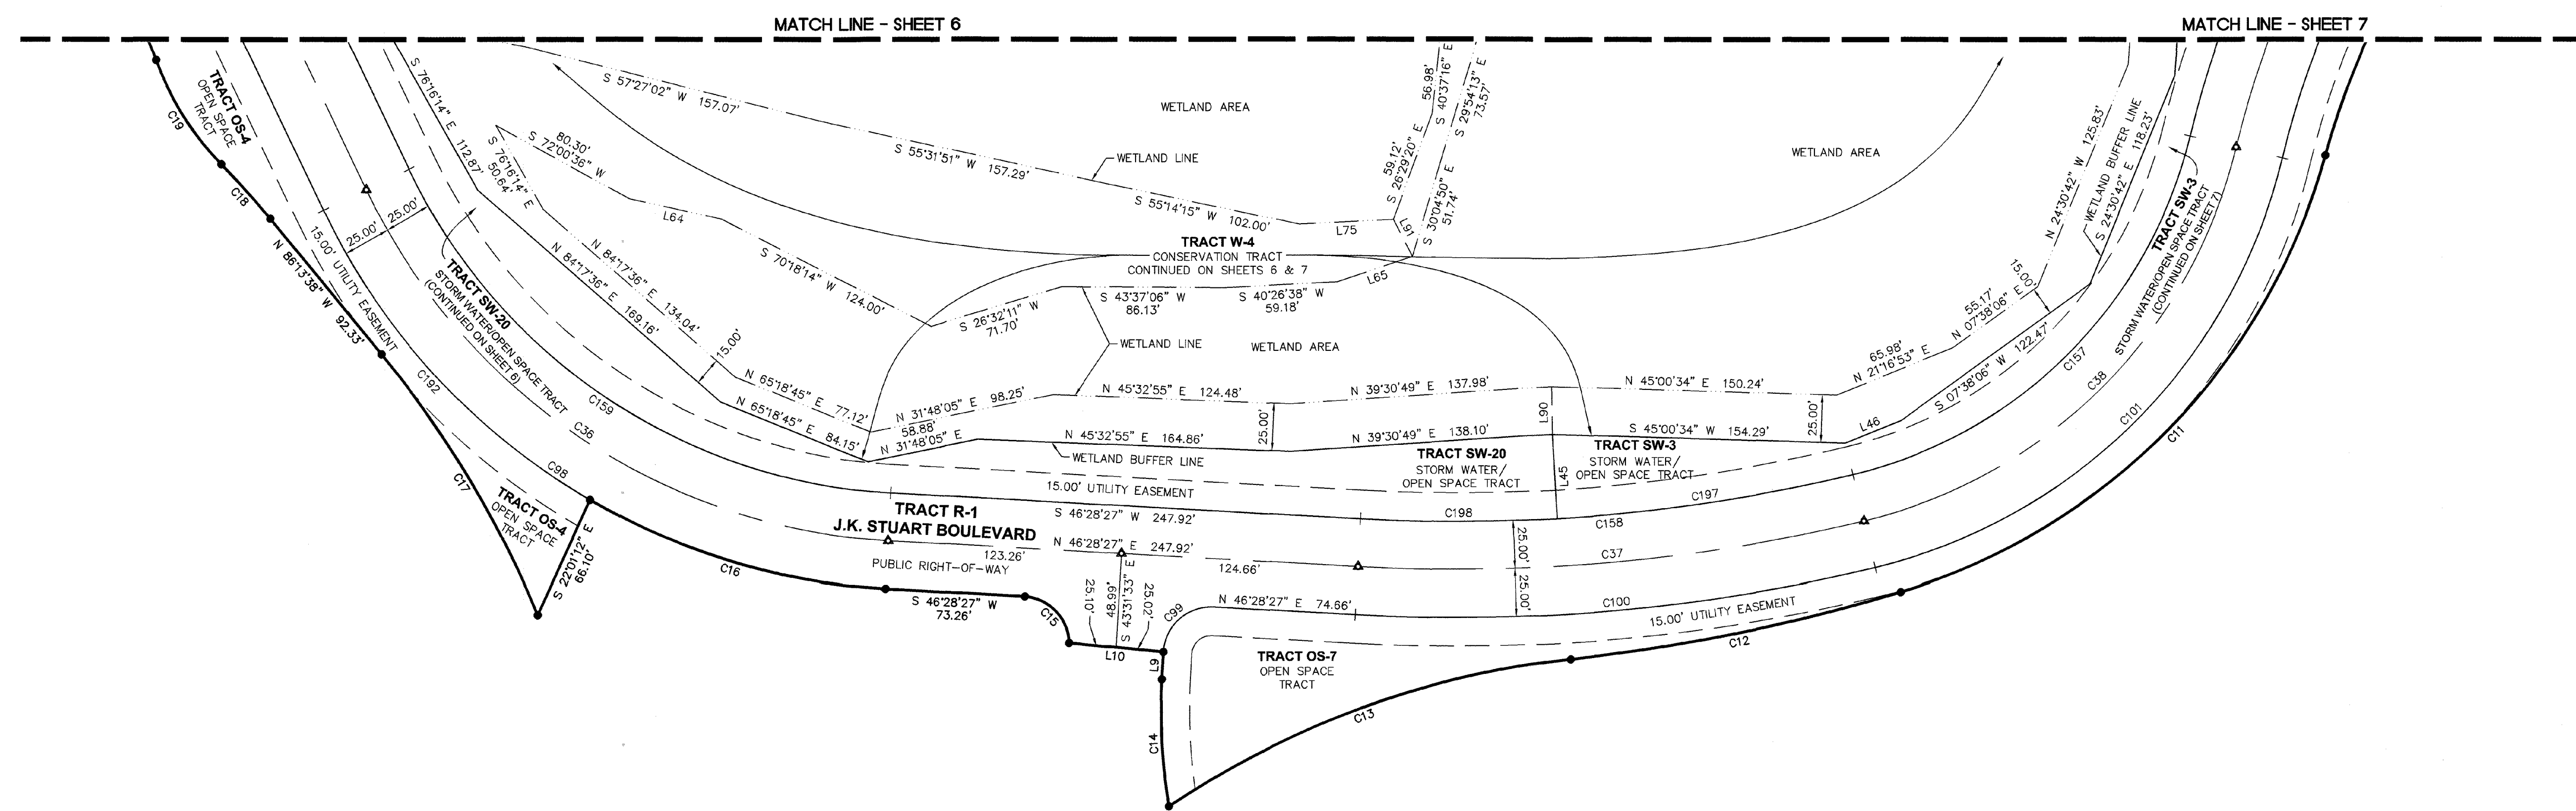 MATCH LINE - SHEET 6
MATCH LINE - SHEET 7
C19
TRACT OS-4
OPEN SPACE
TRACT
C18
N 86°13'38" W 92.33'
15.00' UTILITY EASEMENT
25.00'
25.00'
S 76°16'14" E 112.87'
S 76°16'14" E
50.64'
80.30'
S 72°00'36" W
L64
S 57°27'02" W 157.07'
S 55°31'51" W 157.29'
WETLAND AREA
WETLAND LINE
S 55°14'15" W 102.00'
L75
L91
59.12'
S 26°29'20" E
56.98'
S 40°37'16" E
S 29°54'13" E
73.57'
S 30°04'50" E
51.74'
WETLAND AREA
N 24°30'42" W 125.83'
WETLAND BUFFER LINE
S 24°30'42" E 118.23'
TRACT SW-3
STORM WATER/OPEN SPACE TRACT
(CONTINUED ON SHEET 7)
TRACT SW-20
STORM WATER/OPEN SPACE TRACT
(CONTINUED ON SHEET 6)
N 84°17'36" E 134.04'
N 84°17'36" E 169.16'
S 70°18'14" W 124.00'
15.00'
TRACT W-4
CONSERVATION TRACT
CONTINUED ON SHEETS 6 & 7
L65
S 26°32'11" W
71.70'
S 43°37'06" W
86.13'
S 40°26'38" W
59.18'
WETLAND LINE
WETLAND AREA
15.00'
55.17'
N 07°38'06" E
65.98'
N 21°16'53" E
S 07°38'06" W 122.47'
C157
C38
C101
C11
C192
C159
C36
C98
C17
N 65°18'45" E 77.12'
N 65°18'45" E 84.15'
N 31°48'05" E 98.25'
58.88'
N 31°48'05" E
N 45°32'55" E 124.48'
N 39°30'49" E 137.98'
N 45°00'34" E 150.24'
25.00'
L90
25.00'
L46
N 45°32'55" E 164.86'
N 39°30'49" E 138.10'
S 45°00'34" W 154.29'
WETLAND BUFFER LINE
TRACT SW-20
STORM WATER/
OPEN SPACE TRACT
TRACT SW-3
STORM WATER/
OPEN SPACE TRACT
L45
15.00' UTILITY EASEMENT
S 46°28'27" W 247.92'
C198
C197
C158
TRACT OS-4
OPEN SPACE
TRACT
S 22°01'12" E
66.10'
TRACT R-1
J.K. STUART BOULEVARD
123.26'
N 46°28'27" E 247.92'
124.66'
C37
PUBLIC RIGHT-OF-WAY
25.00'
25.00'
C16
S 46°28'27" W
73.26'
C15
25.10'
48.99'
S 43°31'33" E
25.02'
C99
N 46°28'27" E 74.66'
C100
15.00' UTILITY EASEMENT
C12
L10
L9
TRACT OS-7
OPEN SPACE
TRACT
C13
C14